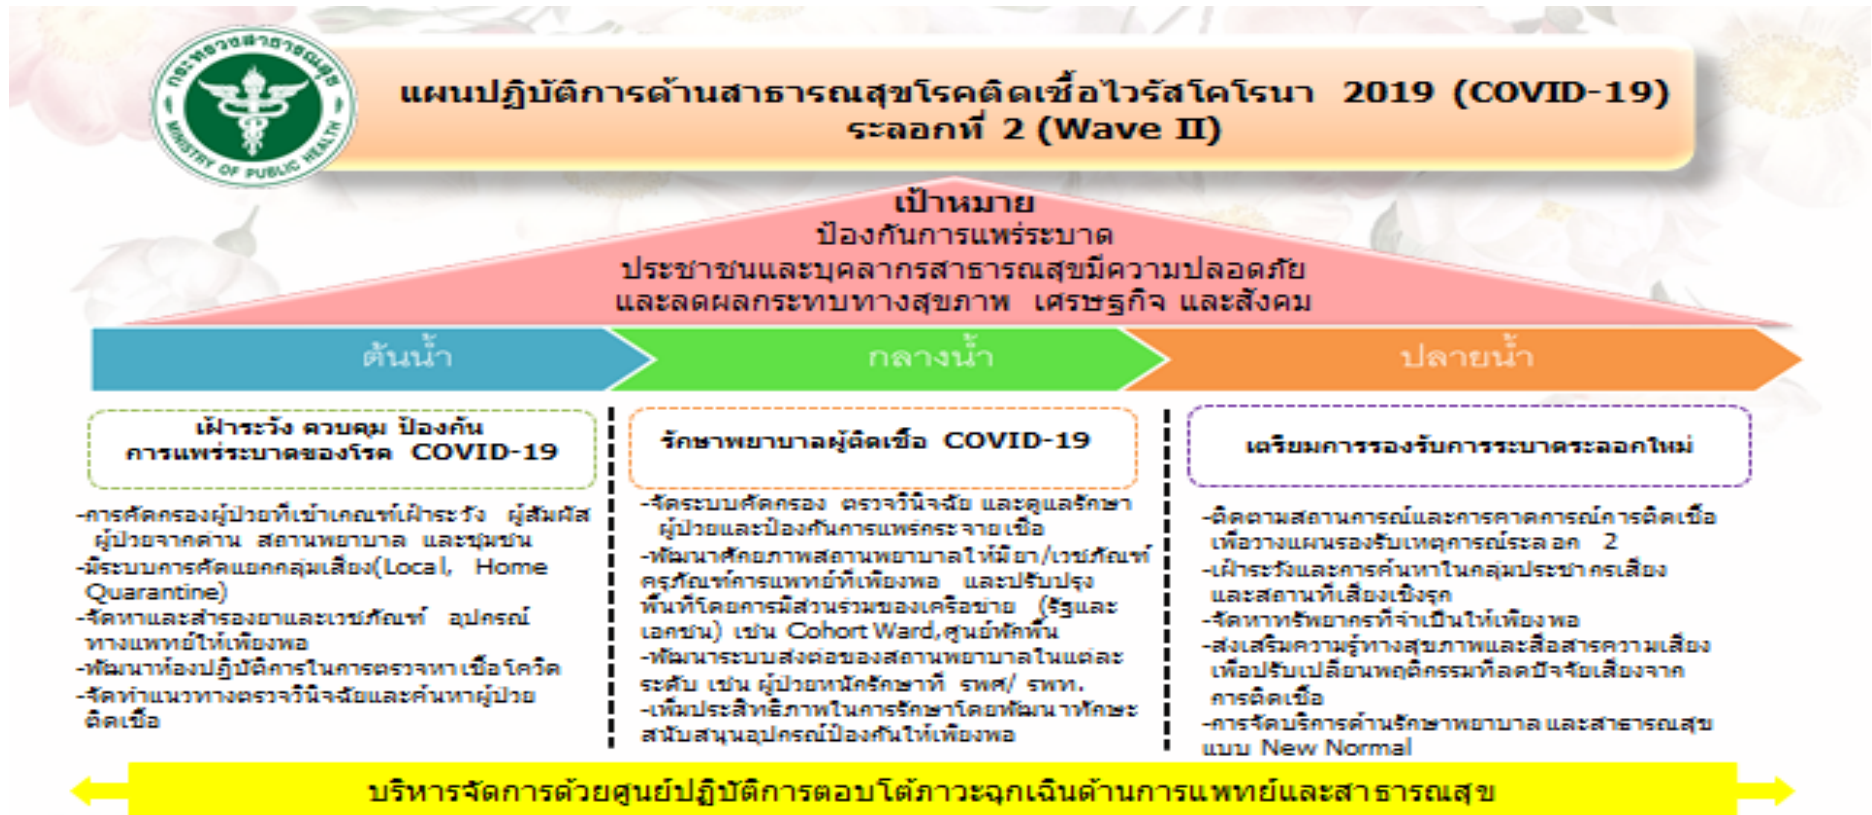 กระทรวงสาธารณสุข
MINISTRY OF PUBLIC HEALTH
แผนปฏิบัติการด้านสาธารณสุขโรคติดเชื้อไวรัสโคโรนา 2019 (COVID-19)
ระลอกที่ 2 (Wave II)
เป้าหมาย
ป้องกันการแพร่ระบาด
ประชาชนและบุคลากรสาธารณสุขมีความปลอดภัย
และลดผลกระทบทางสุขภาพ เศรษฐกิจ และสังคม
ต้นน้ำ
กลางน้ำ
ปลายน้ำ
เฝ้าระวัง ควบคุม ป้องกัน
การแพร่ระบาดของโรค COVID-19
-การคัดกรองผู้ป่วยที่เข้าเกณฑ์เฝ้าระวัง ผู้สัมผัส
ผู้ป่วยจากด่าน สถานพยาบาล และชุมชน
-มีระบบการคัดแยกกลุ่มเสี่ยง(Local, Home
Quarantine)
-จัดหาและสำรองยาและเวชภัณฑ์ อุปกรณ์
ทางแพทย์ให้เพียงพอ
-พัฒนาห้องปฏิบัติการในการตรวจหาเชื้อโควิด
-จัดทำแนวทางตรวจวินิจฉัยและค้นหาผู้ป่วย
ติดเชื้อ
รักษาพยาบาลผู้ติดเชื้อ COVID-19
-จัดระบบคัดกรอง ตรวจวินิจฉัย และดูแลรักษา
ผู้ป่วยและป้องกันการแพร่กระจายเชื้อ
-พัฒนาศักยภาพสถานพยาบาลให้มียา/เวชภัณฑ์
ครุภัณฑ์การแพทย์ที่เพียงพอ และปรับปรุง
พื้นที่โดยการมีส่วนร่วมของเครือข่าย (รัฐและ
เอกชน) เช่น Cohort Ward,ศูนย์พักฟื้น
-พัฒนาระบบส่งต่อของสถานพยาบาลในแต่ละ
ระดับ เช่น ผู้ป่วยหนักรักษาที่ รพศ/ รพท.
-เพิ่มประสิทธิภาพในการรักษาโดยพัฒนาทักษะ
สนับสนุนอุปกรณ์ป้องกันให้เพียงพอ
เตรียมการรองรับการระบาดระลอกใหม่
-ติดตามสถานการณ์และการคาดการณ์การติดเชื้อ
เพื่อวางแผนรองรับเหตุการณ์ระลอก 2
-เฝ้าระวังและการค้นหาในกลุ่มประชากรเสี่ยง
และสถานที่เสี่ยงเชิงรุก
-จัดหาทรัพยากรที่จำเป็นให้เพียงพอ
-ส่งเสริมความรู้ทางสุขภาพและสื่อสารความเสี่ยง
เพื่อปรับเปลี่ยนพฤติกรรมที่ลดปัจจัยเสี่ยงจาก
การติดเชื้อ
-การจัดบริการด้านรักษาพยาบาลและสาธารณสุข
แบบ New Normal
บริหารจัดการด้วยศูนย์ปฏิบัติการตอบโต้ภาวะฉุกเฉินด้านการแพทย์และสาธารณสุข